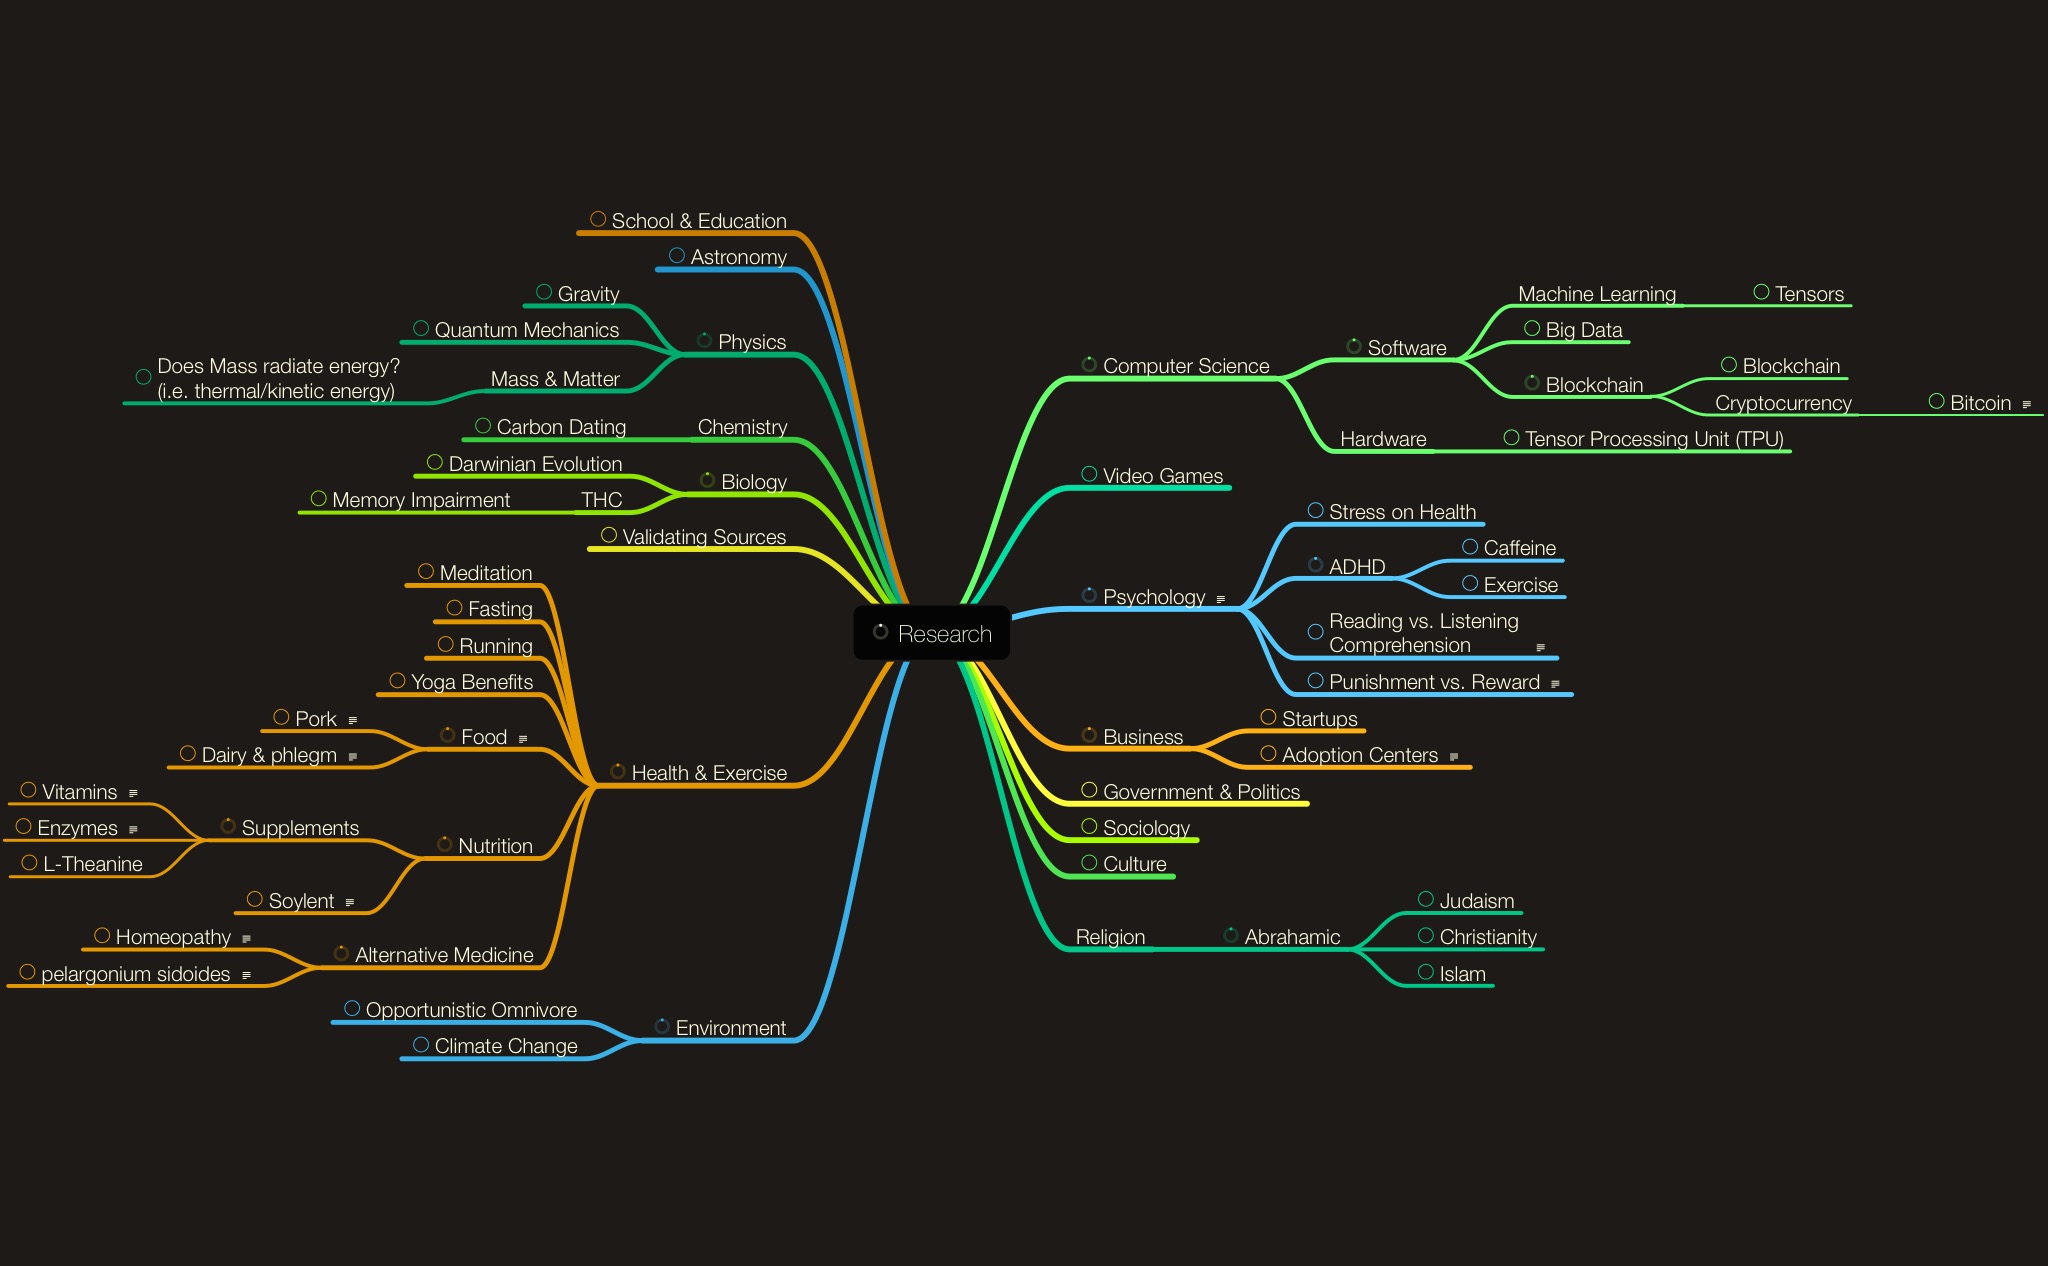 School & Education
Astronomy
Gravity
Quantum Mechanics
Physics
Does Mass radiate energy?
(i.e. thermal/kinetic energy)
Mass & Matter
Carbon Dating
Chemistry
Darwinian Evolution
Biology
Memory Impairment
THC
Validating Sources
Meditation
Fasting
Running
Yoga Benefits
Pork
Food
Dairy & phlegm
Health & Exercise
Vitamins
Enzymes
Supplements
L-Theanine
Nutrition
Soylent
Homeopathy
Alternative Medicine
pelargonium sidoides
Opportunistic Omnivore
Environment
Climate Change
Research
Machine Learning
Tensors
Big Data
Software
Computer Science
Blockchain
Blockchain
Cryptocurrency
Bitcoin
Hardware
Tensor Processing Unit (TPU)
Video Games
Stress on Health
Caffeine
ADHD
Exercise
Psychology
Reading vs. Listening
Comprehension
Punishment vs. Reward
Startups
Business
Adoption Centers
Government & Politics
Sociology
Culture
Judaism
Religion
Abrahamic
Christianity
Islam